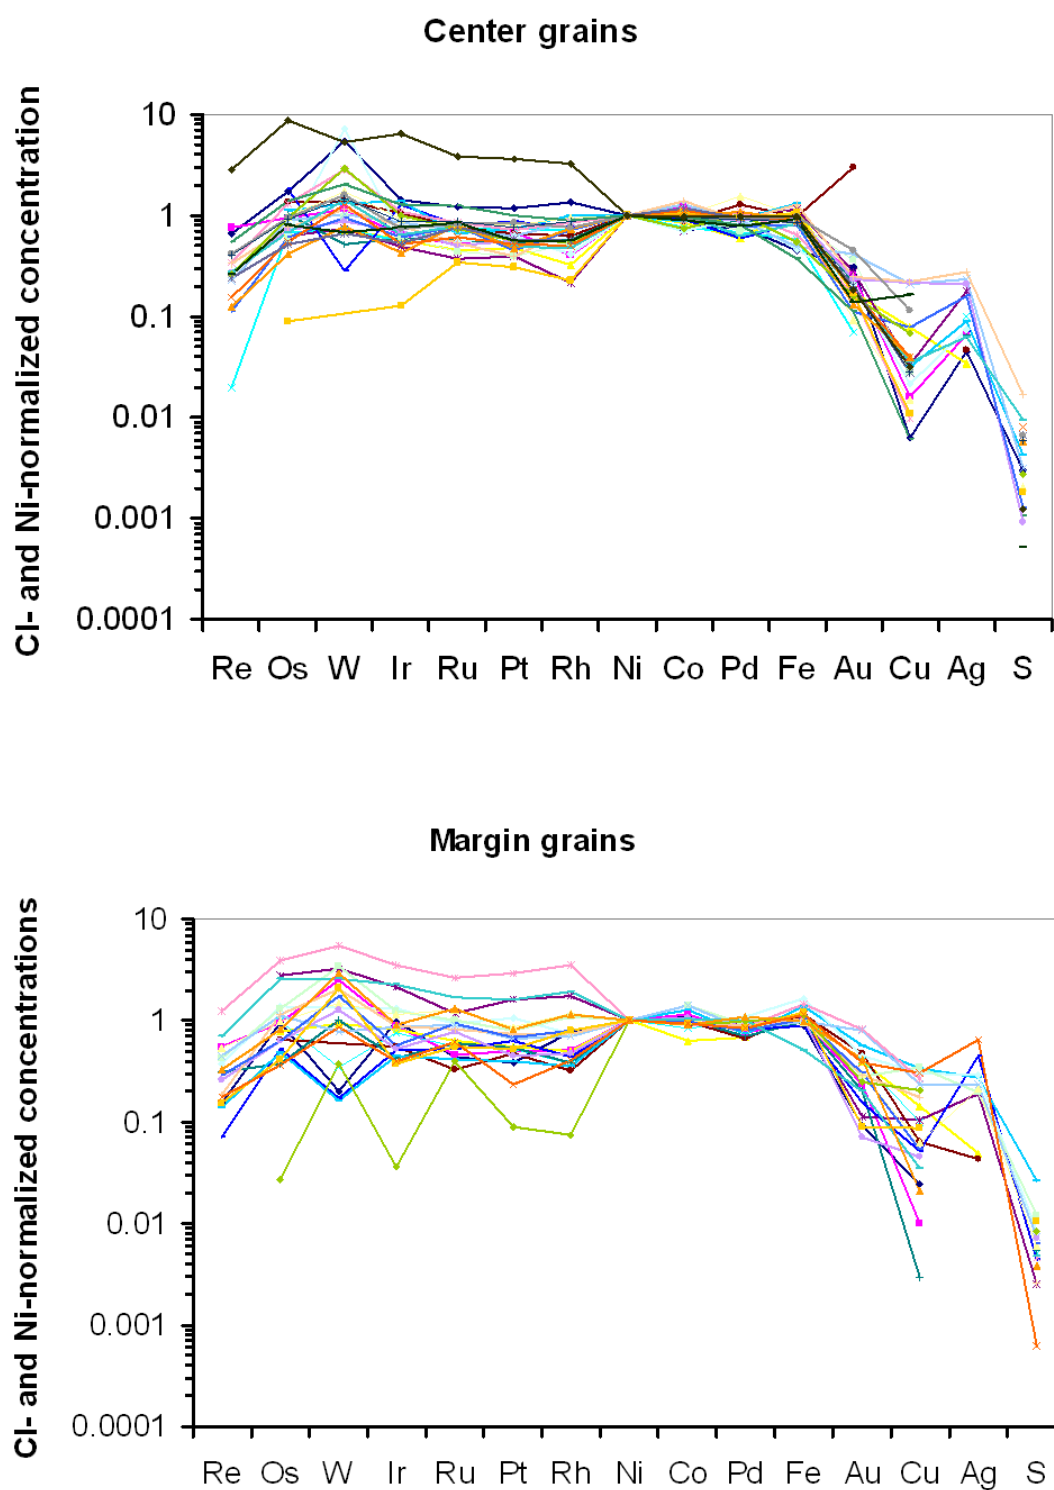 Center grains
CI- and Ni-normalized concentration
10
1
0.1
0.01
0.001
0.0001
Re Os W Ir Ru Pt Rh Ni Co Pd Fe Au Cu Ag S
Margin grains
CI- and Ni-normalized concentrations
10
1
0.1
0.01
0.001
0.0001
Re Os W Ir Ru Pt Rh Ni Co Pd Fe Au Cu Ag S